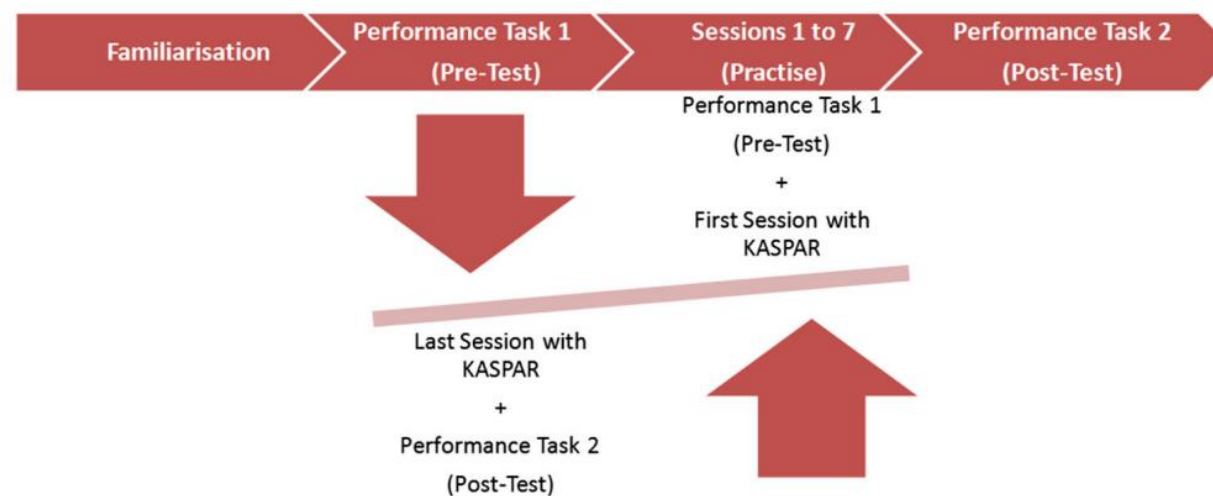 Familiarisation
Performance Task 1
(Pre-Test)
Sessions 1 to 7
(Practise)
Performance Task 2
(Post-Test)
Performance Task 1
(Pre-Test)
+
First Session with
KASPAR
Last Session with
KASPAR
+
Performance Task 2
(Post-Test)